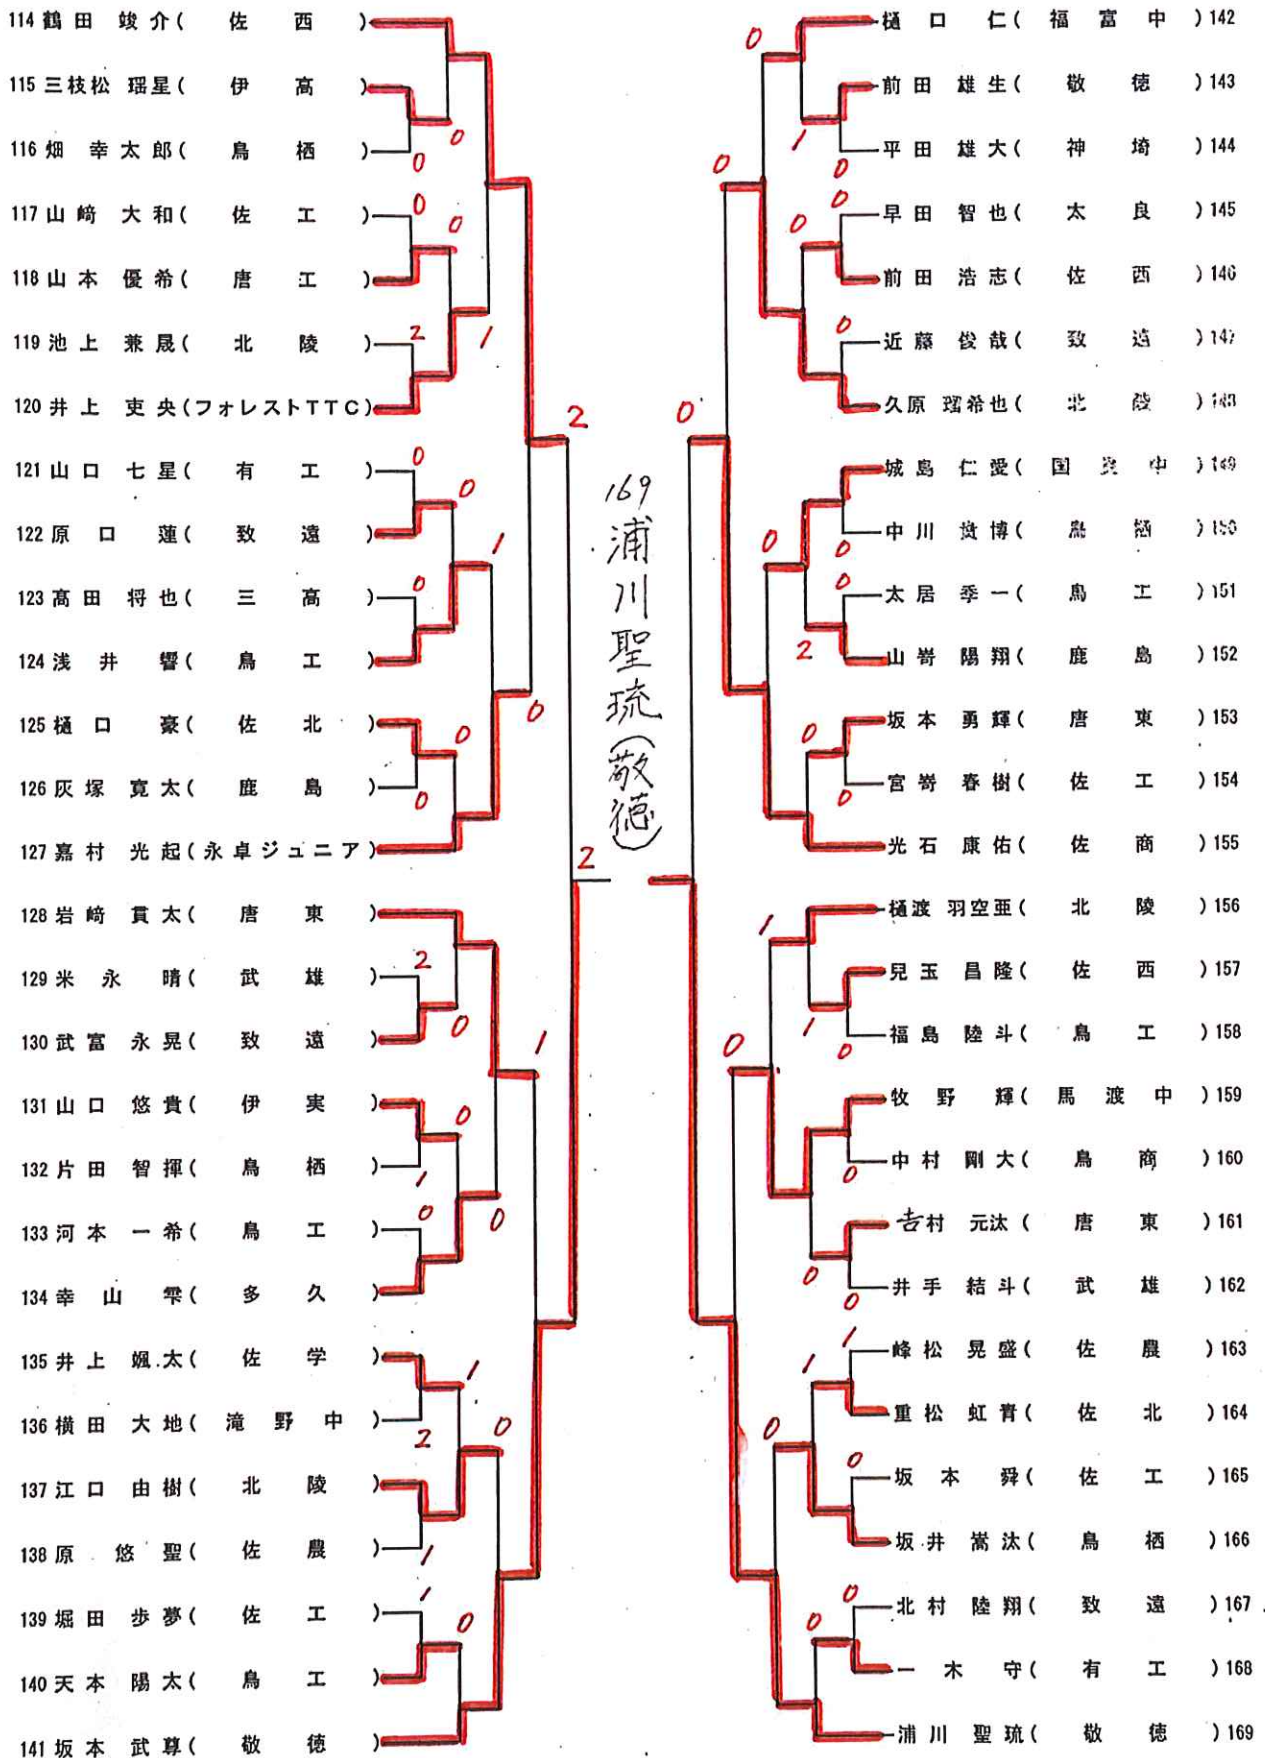 114 鶴田 竣介 ( 佐 西 )
115 三枝松 瑶星 ( 伊 高 )
116 畑 幸太郎 ( 鳥 栖 )
117 山﨑 大和 ( 佐 工 )
118 山本 優希 ( 唐 工 )
119 池上 兼晟 ( 北 陵 )
120 井上 吏央 (フォレストTTC)
121 山口 七星 ( 有 工 )
122 原口 蓮 ( 致 遠 )
123 髙田 将也 ( 三 高 )
124 浅井 響 ( 鳥 工 )
125 樋口 豪 ( 佐 北 )
126 灰塚 寛太 ( 鹿 島 )
127 嘉村 光起 (永卓ジュニア)
128 岩﨑 貫太 ( 唐 東 )
129 米永 晴 ( 武 雄 )
130 武富 永晃 ( 致 遠 )
131 山口 悠貴 ( 伊 実 )
132 片田 智揮 ( 鳥 栖 )
133 河本 一希 ( 鳥 工 )
134 幸山 雫 ( 多 久 )
135 井上 颯太 ( 佐 学 )
136 横田 大地 ( 滝 野 中 )
137 江口 由樹 ( 北 陵 )
138 原 悠聖 ( 佐 農 )
139 堀田 歩夢 ( 佐 工 )
140 天本 陽太 ( 鳥 工 )
141 坂本 武尊 ( 敬 徳 )
169 浦川聖琉(敬徳)
樋口 仁 ( 福 富 中 ) 142
前田 雄生 ( 敬 徳 ) 143
平田 雄大 ( 神 埼 ) 144
早田 智也 ( 太 良 ) 145
前田 浩志 ( 佐 西 ) 146
近藤 俊哉 ( 致 遠 ) 147
久原 瑠希也 ( 北 陵 ) 148
城島 仁愛 ( 国 中 ) 149
中川 博 ( 鳥 栖 ) 150
太居 季一 ( 鳥 工 ) 151
山嵜 陽翔 ( 鹿 島 ) 152
坂本 勇輝 ( 唐 東 ) 153
宮嵜 春樹 ( 佐 工 ) 154
光石 康佑 ( 佐 商 ) 155
樋渡 羽空亜 ( 北 陵 ) 156
児玉 昌隆 ( 佐 西 ) 157
福島 陸斗 ( 鳥 工 ) 158
牧野 輝 ( 馬 渡 中 ) 159
中村 剛大 ( 鳥 商 ) 160
𠮷村 元汰 ( 唐 東 ) 161
井手 結斗 ( 武 雄 ) 162
峰松 晃盛 ( 佐 農 ) 163
重松 虹青 ( 佐 北 ) 164
坂本 舜 ( 佐 工 ) 165
坂井 嵩汰 ( 鳥 栖 ) 166
北村 陸翔 ( 致 遠 ) 167
一木 守 ( 有 工 ) 168
浦川 聖琉 ( 敬 徳 ) 169